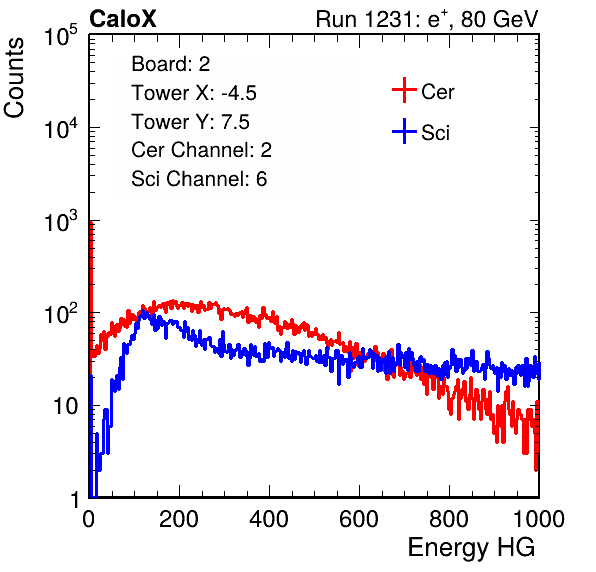 CaloX Run 1231: e⁺, 80 GeV
Counts
Board: 2
Tower X: -4.5
Tower Y: 7.5
Cer Channel: 2
Sci Channel: 6
Cer
Sci
10⁵
10⁴
10³
10²
10
1
0 200 400 600 800 1000
Energy HG